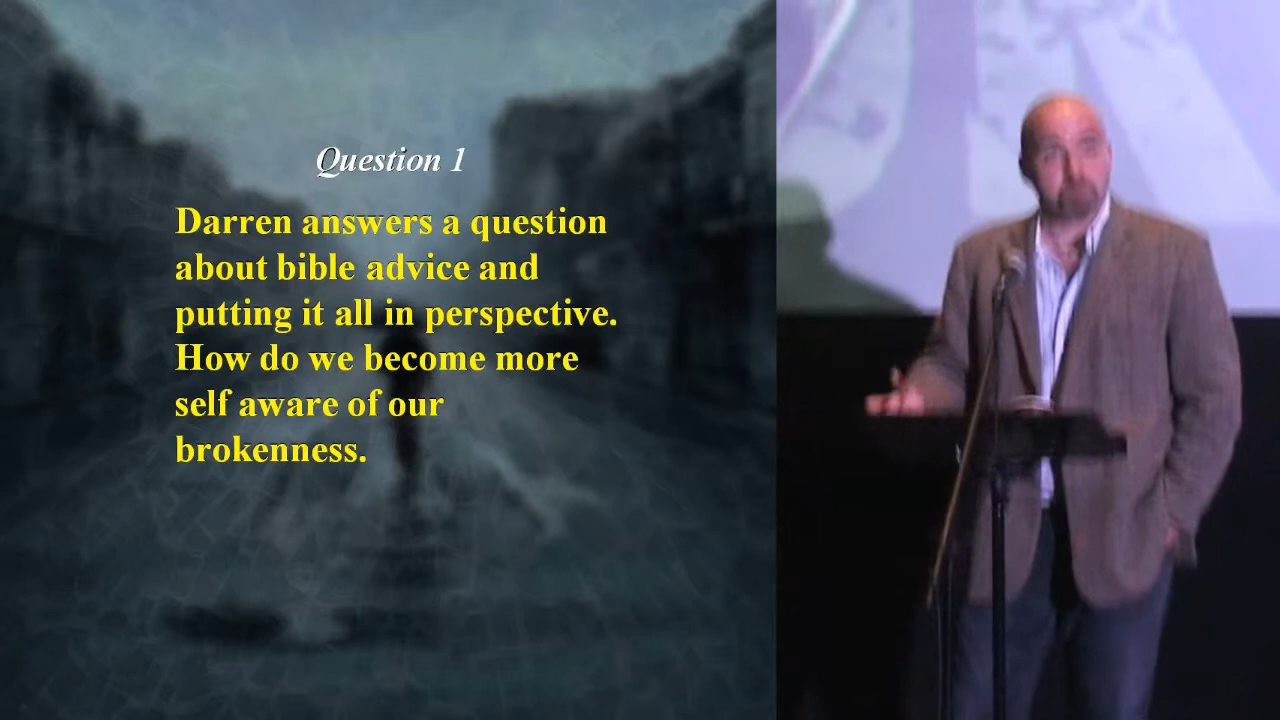 Question 1
Darren answers a question
about bible advice and
putting it all in perspective.
How do we become more
self aware of our
brokenness.